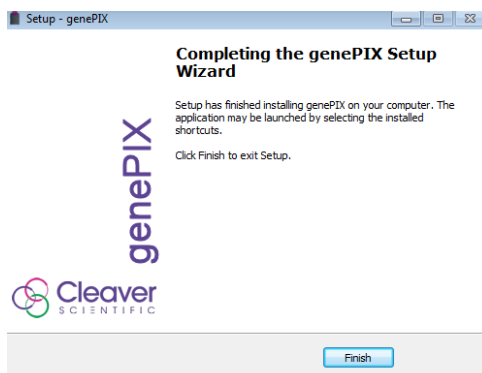 Setup - genePIX
Completing the genePIX Setup
Wizard
Setup has finished installing genePIX on your computer. The
application may be launched by selecting the installed
shortcuts.
Click Finish to exit Setup.
genePIX
Cleaver
SCIENTIFIC
Finish